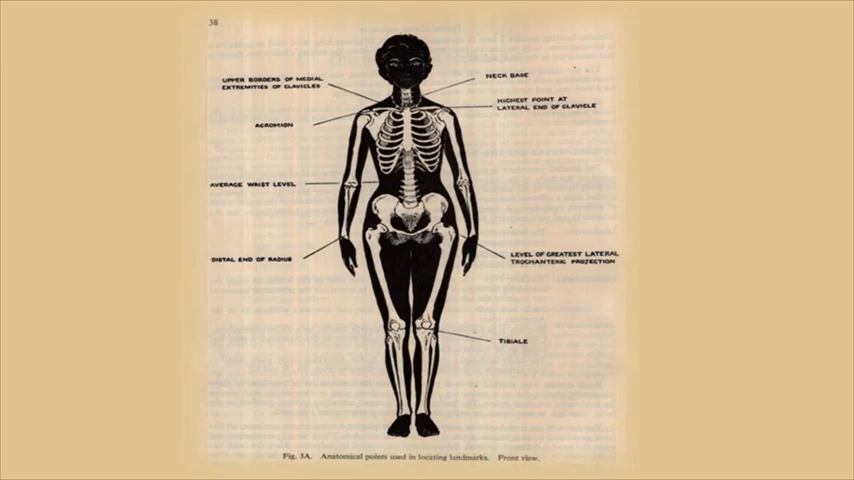 38
UPPER BORDERS OF MEDIAL
EXTREMITIES OF CLAVICLES
NECK BASE
HIGHEST POINT AT
LATERAL END OF CLAVICLE
ACROMION
AVERAGE WAIST LEVEL
DISTAL END OF RADIUS
LEVEL OF GREATEST LATERAL
TROCHANTERIC PROJECTION
TIBIALE
Fig. 3A. Anatomical points used in locating landmarks. Front view.